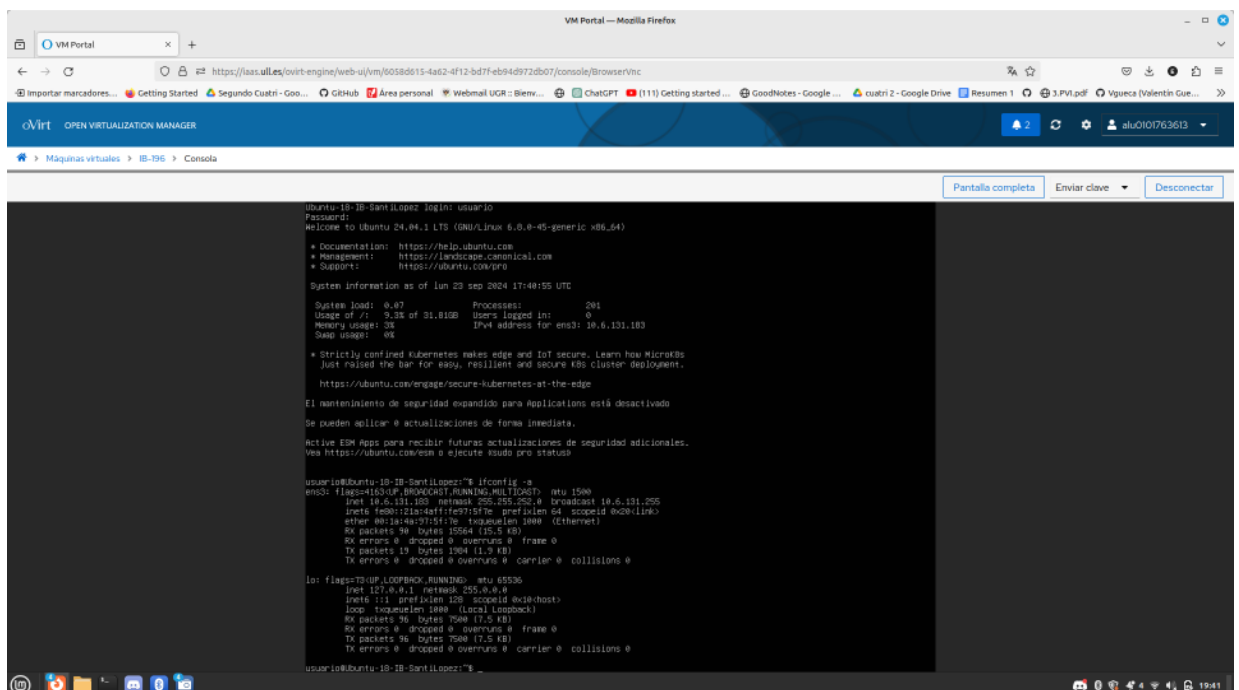 VM Portal — Mozilla Firefox
VM Portal
https://iaas.ull.es/ovirt-engine/web-ui/vm/6058d615-4a62-4f12-bd7f-eb94d972db07/console/BrowserVnc
Importar marcadores... Getting Started Segundo Cuatri - Goo... GitHub Área personal Webmail UGR :: Bienv... ChatGPT (111) Getting started ... GoodNotes - Google ... cuatri 2 - Google Drive Resumen 1 3.PVI.pdf Vgueca (Valentín Gue...
oVirt OPEN VIRTUALIZATION MANAGER 2 alu0101763613
Máquinas virtuales > IB-196 > Consola
Pantalla completa Enviar clave Desconectar
Ubuntu-18-IB-SantiLopez login: usuario
Password:
Welcome to Ubuntu 24.04.1 LTS (GNU/Linux 6.8.0-45-generic x86_64)
* Documentation: https://help.ubuntu.com
* Management: https://landscape.canonical.com
* Support: https://ubuntu.com/pro
System information as of lun 23 sep 2024 17:40:55 UTC
System load: 0.07 Processes: 201
Usage of /: 9.3% of 31.81GB Users logged in: 0
Memory usage: 3% IPv4 address for ens3: 10.6.131.183
Swap usage: 0%
* Strictly confined Kubernetes makes edge and IoT secure. Learn how MicroK8s
just raised the bar for easy, resilient and secure K8s cluster deployment.
https://ubuntu.com/engage/secure-kubernetes-at-the-edge
El mantenimiento de seguridad expandido para Applications está desactivado
Se pueden aplicar 0 actualizaciones de forma inmediata.
Active ESM Apps para recibir futuras actualizaciones de seguridad adicionales.
Vea https://ubuntu.com/esm o ejecute «sudo pro status»
usuario@Ubuntu-18-IB-SantiLopez:~$ ifconfig -a
ens3: flags=4163<UP,BROADCAST,RUNNING,MULTICAST> mtu 1500
inet 10.6.131.183 netmask 255.255.252.0 broadcast 10.6.131.255
inet6 fe80::21a:4aff:fe97:5f7e prefixlen 64 scopeid 0x20<link>
ether 00:1a:4a:97:5f:7e txqueuelen 1000 (Ethernet)
RX packets 90 bytes 15564 (15.5 KB)
RX errors 0 dropped 0 overruns 0 frame 0
TX packets 19 bytes 1904 (1.9 KB)
TX errors 0 dropped 0 overruns 0 carrier 0 collisions 0
lo: flags=73<UP,LOOPBACK,RUNNING> mtu 65536
inet 127.0.0.1 netmask 255.0.0.0
inet6 ::1 prefixlen 128 scopeid 0x10<host>
loop txqueuelen 1000 (Local Loopback)
RX packets 96 bytes 7500 (7.5 KB)
RX errors 0 dropped 0 overruns 0 frame 0
TX packets 96 bytes 7500 (7.5 KB)
TX errors 0 dropped 0 overruns 0 carrier 0 collisions 0
usuario@Ubuntu-18-IB-SantiLopez:~$ _
4 19:41